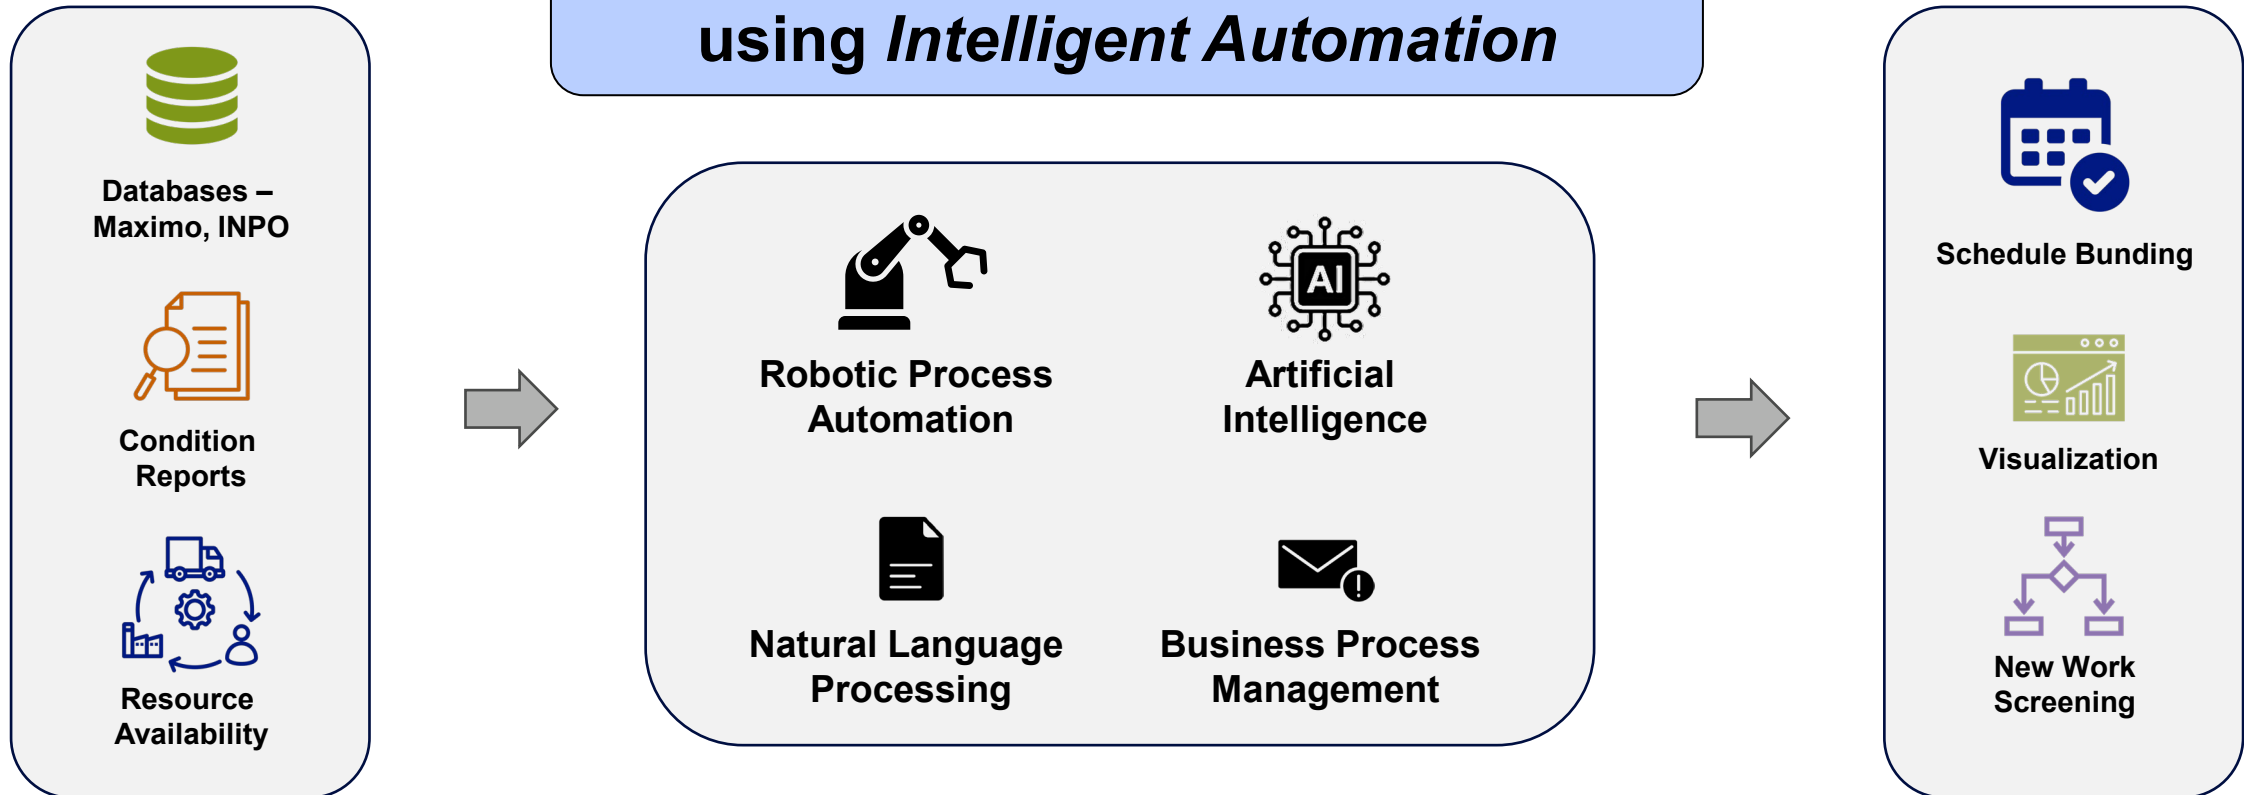 using Intelligent Automation
Databases –
Maximo, INPO
Condition
Reports
Resource
Availability
Robotic Process
Automation
AI
Artificial
Intelligence
Natural Language
Processing
Business Process
Management
Schedule Bunding
Visualization
New Work
Screening